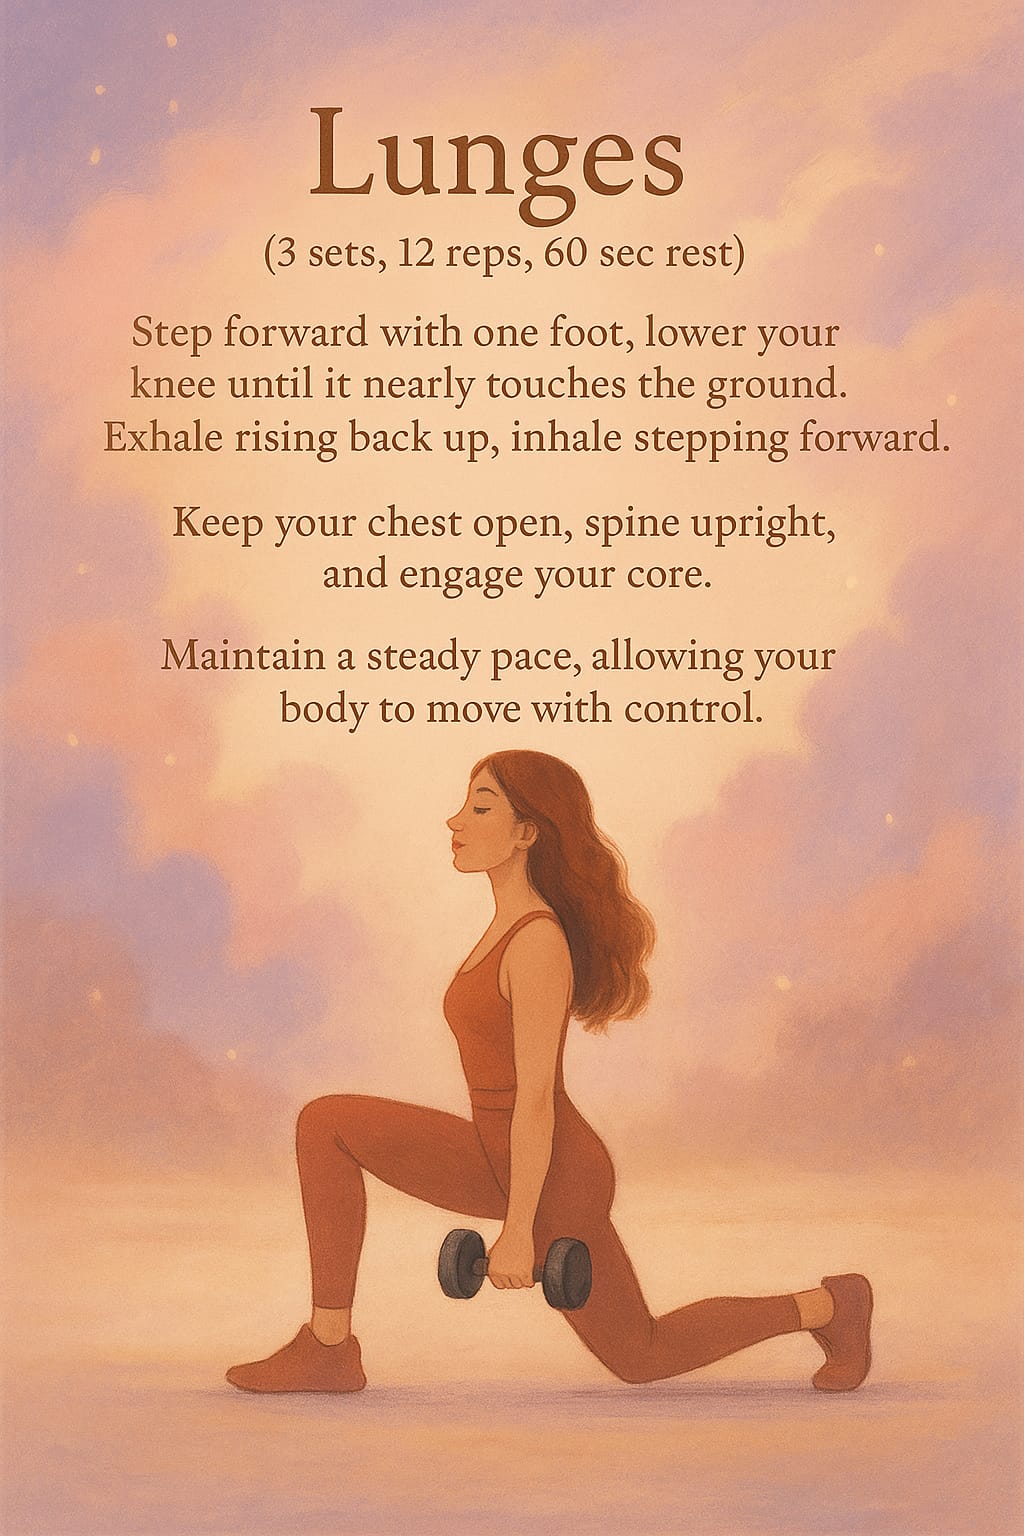 Lunges
(3 sets, 12 reps, 60 sec rest)
Step forward with one foot, lower your
knee until it nearly touches the ground.
Exhale rising back up, inhale stepping forward.
Keep your chest open, spine upright,
and engage your core.
Maintain a steady pace, allowing your
body to move with control.